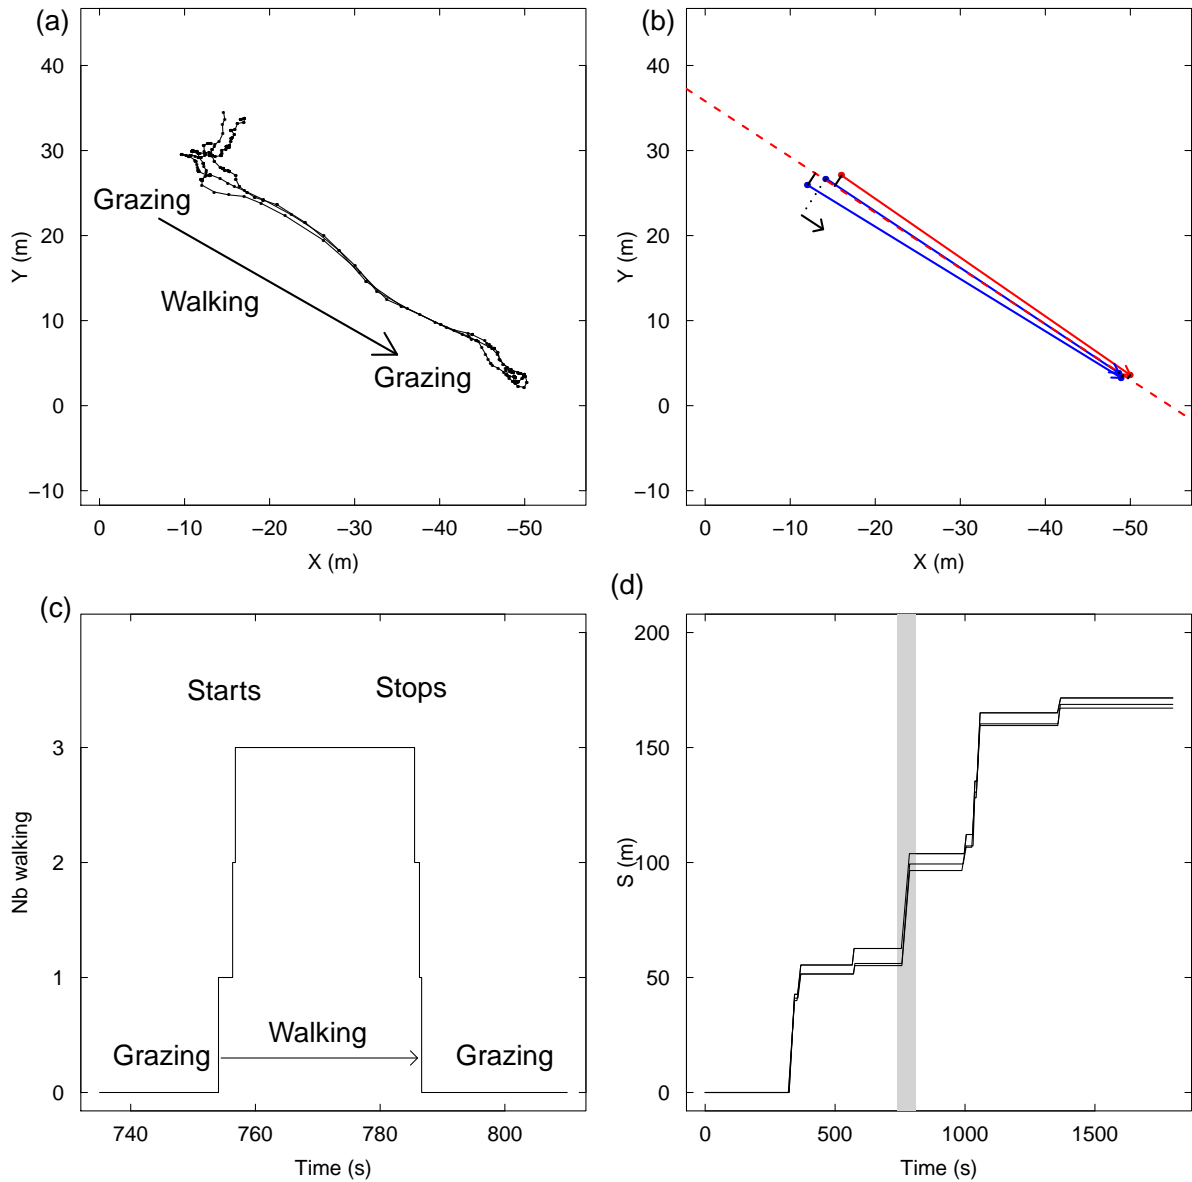 (a)
40
30
20
10
0
−10
Y (m)
Grazing
Walking
Grazing
0 −10 −20 −30 −40 −50
X (m)
(b)
40
30
20
10
0
−10
Y (m)
0 −10 −20 −30 −40 −50
X (m)
(c)
3
2
1
0
Nb walking
Starts
Stops
Grazing
Walking
Grazing
740 760 780 800
Time (s)
(d)
200
150
100
50
0
S (m)
0 500 1000 1500
Time (s)